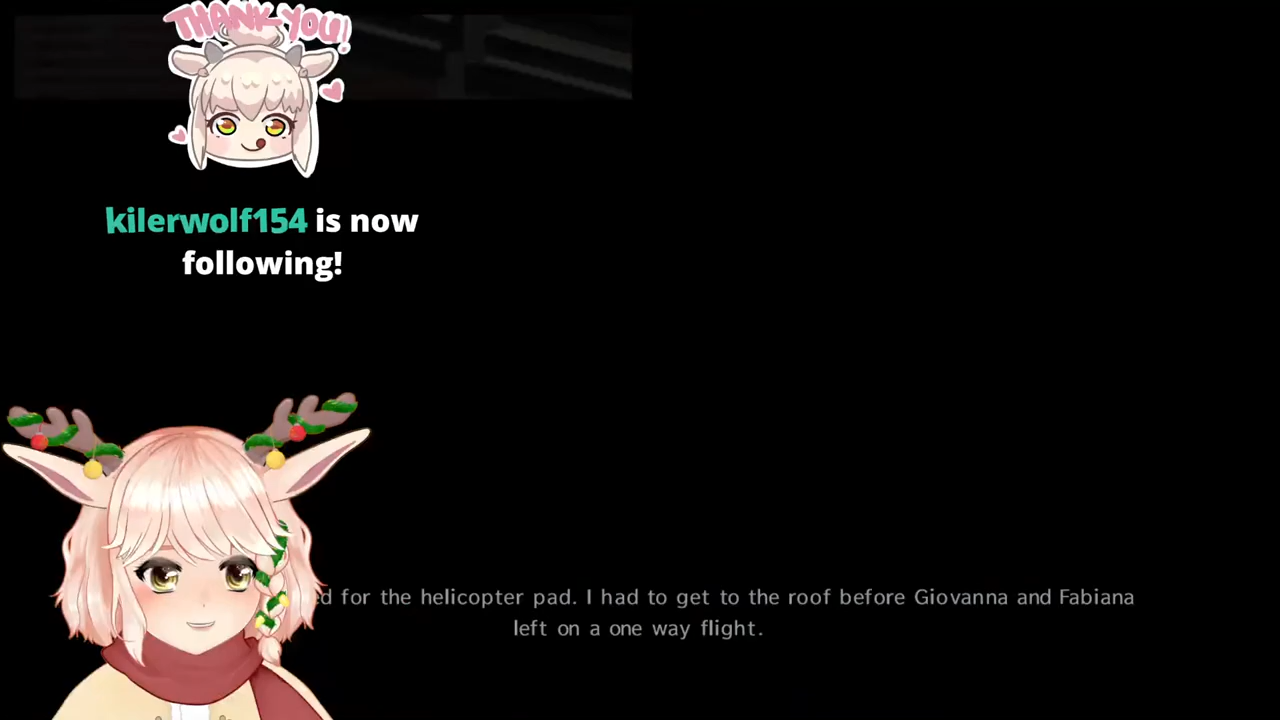 THANK YOU!
kilerwolf154 is now
following!
for the helicopter pad. I had to get to the roof before Giovanna and Fabiana
left on a one way flight.